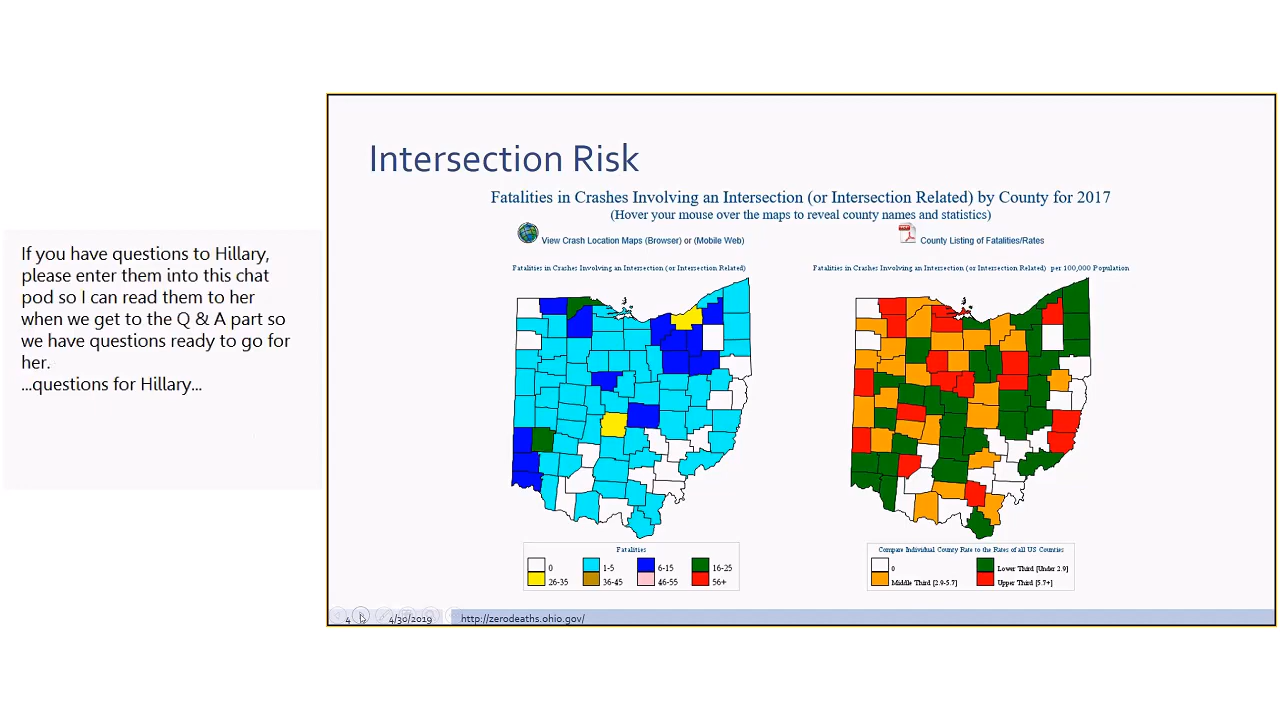 If you have questions to Hillary,
please enter them into this chat
pod so I can read them to her
when we get to the Q & A part so
we have questions ready to go for
her.
...questions for Hillary...
Intersection Risk
Fatalities in Crashes Involving an Intersection (or Intersection Related) by County for 2017
(Hover your mouse over the maps to reveal county names and statistics)
View Crash Location Maps (Browser) or (Mobile Web)
County Listing of Fatalities/Rates
Fatalities in Crashes Involving an Intersection (or Intersection Related)
Fatalities in Crashes Involving an Intersection (or Intersection Related) per 100,000 Population
Fatalities
0 1-5 6-15 16-25
26-35 36-45 46-55 56+
Compare Individual County Rate to the Rates of all US Counties
0 Lower Third [Under 2.9]
Middle Third [2.9-5.7] Upper Third [5.7+]
4 4/30/2019 http://zerodeaths.ohio.gov/